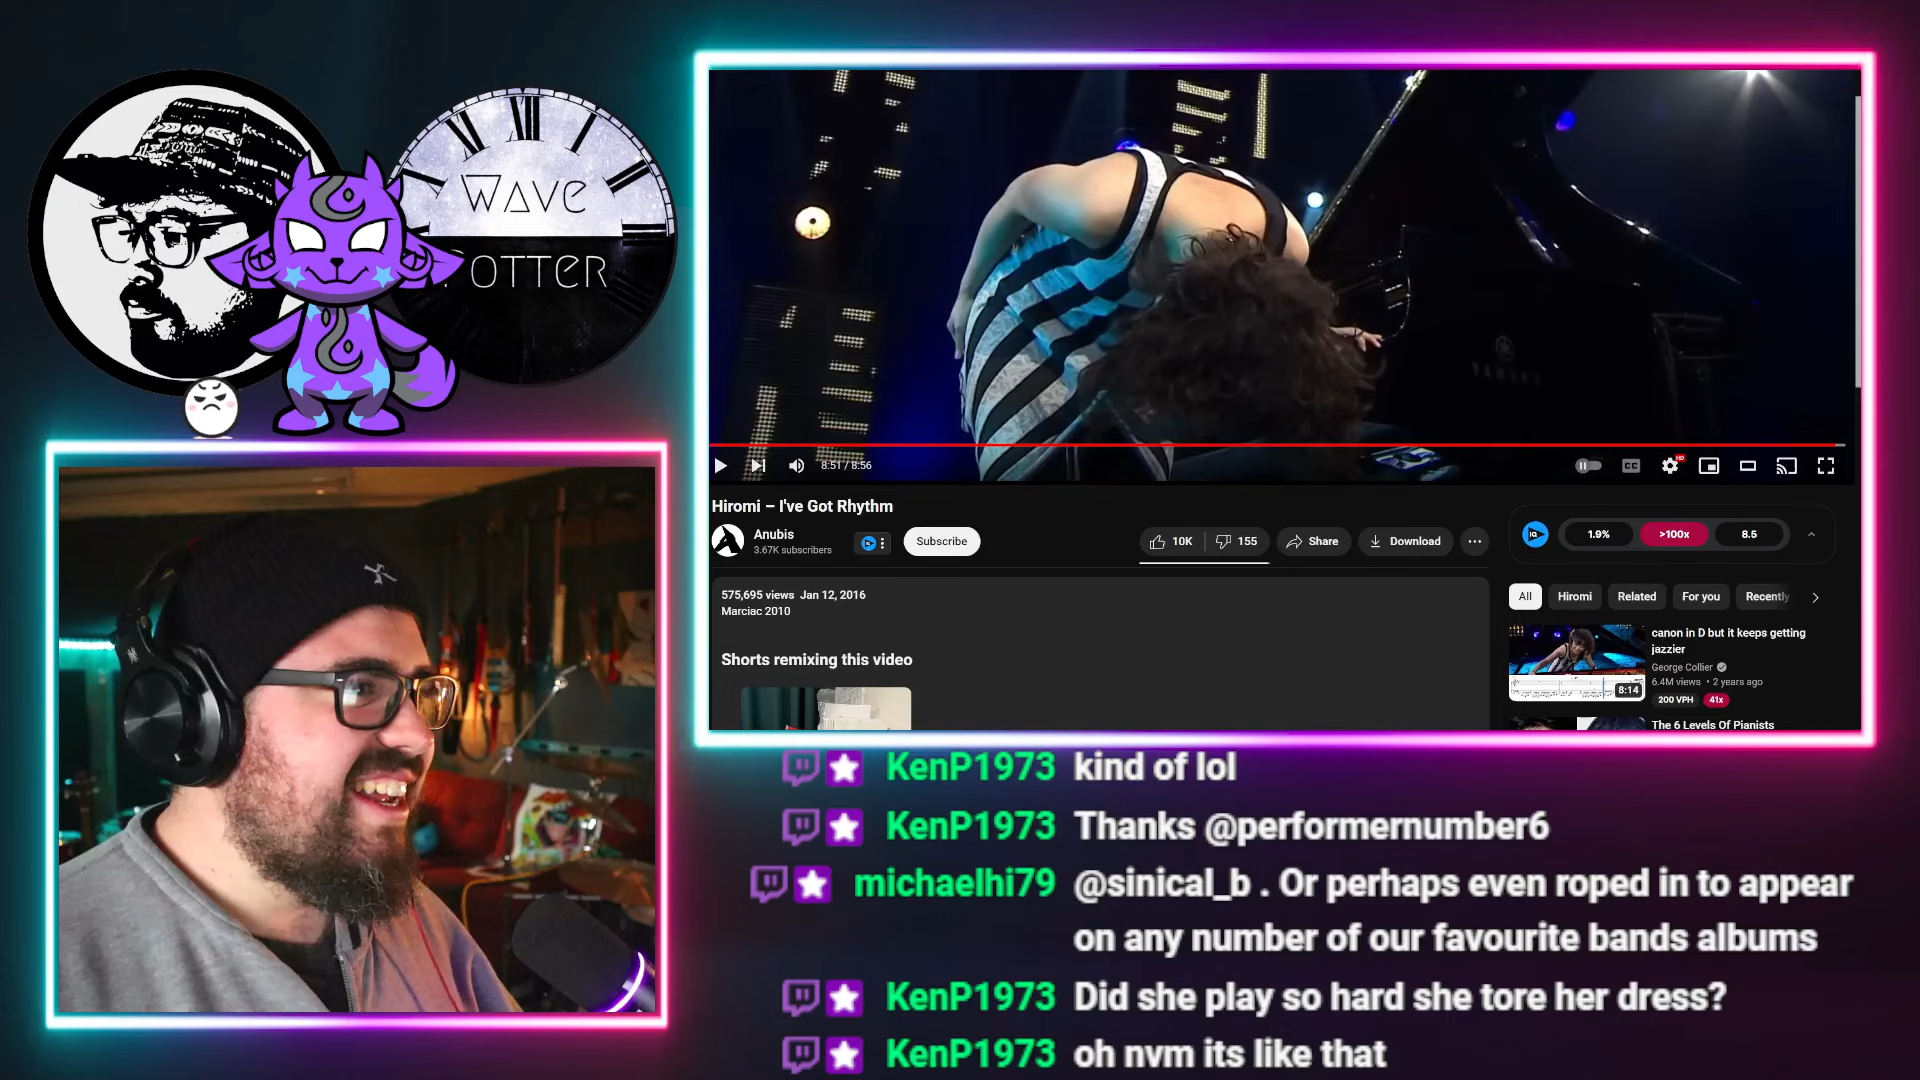 WAVE
POTTER
YAMAHA
8:51 / 8:56
CC
HD
Hiromi – I've Got Rhythm
Anubis
3.67K subscribers
Subscribe
10K
155
Share
Download
IQ
1.9%
>100x
8.5
575,695 views Jan 12, 2016
Marciac 2010
Shorts remixing this video
All
Hiromi
Related
For you
Recently
canon in D but it keeps getting
jazzier
George Collier
6.4M views • 2 years ago
200 VPH
41x
8:14
The 6 Levels Of Pianists
KenP1973 kind of lol
KenP1973 Thanks @performernumber6
michaelhi79 @sinical_b . Or perhaps even roped in to appear
on any number of our favourite bands albums
KenP1973 Did she play so hard she tore her dress?
KenP1973 oh nvm its like that